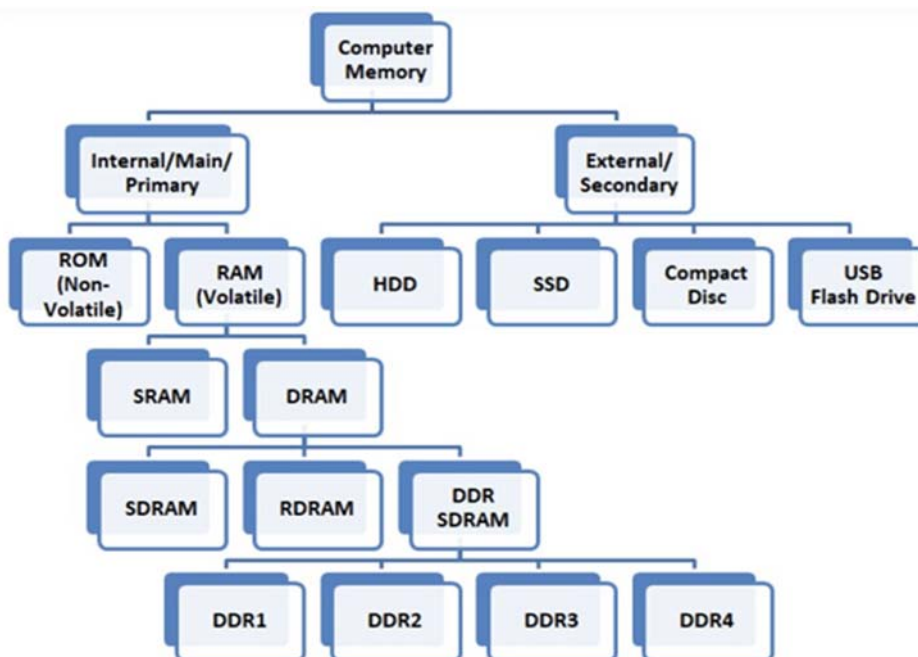 Computer
Memory
Internal/Main/
Primary
External/
Secondary
ROM
(Non-
Volatile)
RAM
(Volatile)
HDD
SSD
Compact
Disc
USB
Flash Drive
SRAM
DRAM
SDRAM
RDRAM
DDR
SDRAM
DDR1
DDR2
DDR3
DDR4